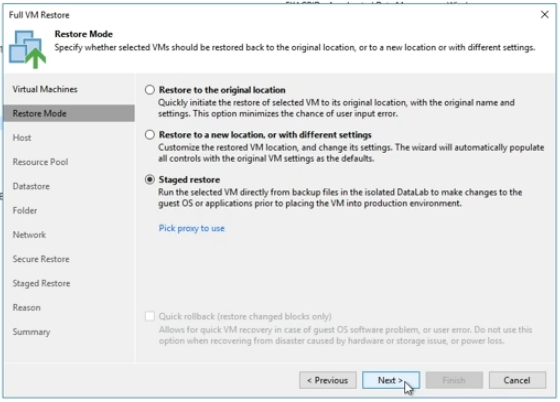 Full VM Restore
Restore Mode
Specify whether selected VMs should be restored back to the original location, or to a new location or with different settings.
Virtual Machines
Restore Mode
Host
Resource Pool
Datastore
Folder
Network
Secure Restore
Staged Restore
Reason
Summary
Restore to the original location
Quickly initiate the restore of selected VM to its original location, with the original name and
settings. This option minimizes the chance of user input error.
Restore to a new location, or with different settings
Customize the restored VM location, and change its settings. The wizard will automatically populate
all controls with the original VM settings as the defaults.
Staged restore
Run the selected VM directly from backup files in the isolated DataLab to make changes to the
guest OS or applications prior to placing the VM into production environment.
Pick proxy to use
Quick rollback (restore changed blocks only)
Allows for quick VM recovery in case of guest OS software problem, or user error. Do not use this
option when recovering from disaster caused by hardware or storage issue, or power loss.
< Previous
Next >
Finish
Cancel